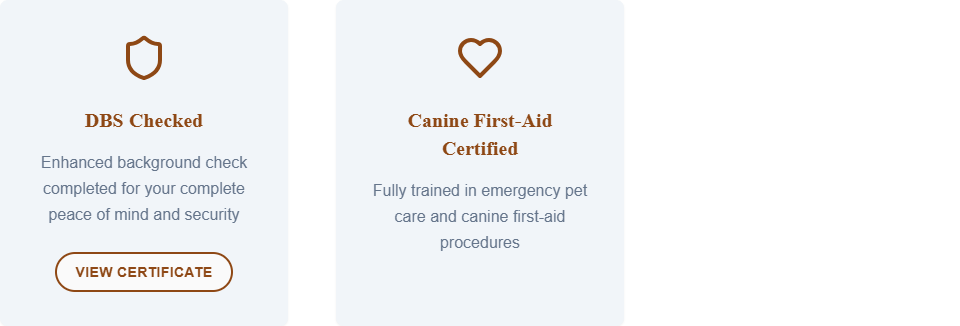 DBS Checked
Enhanced background check
completed for your complete
peace of mind and security
VIEW CERTIFICATE
Canine First-Aid
Certified
Fully trained in emergency pet
care and canine first-aid
procedures